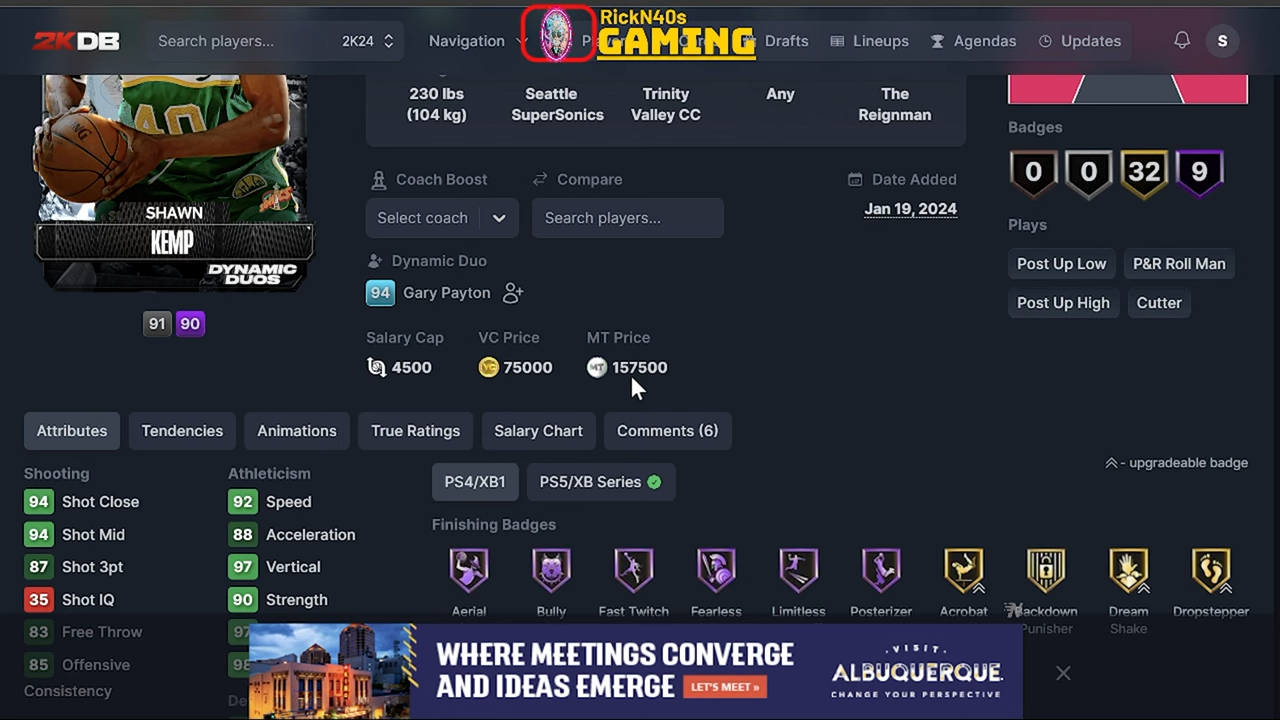 RickN40s
GAMING
2KDB
Search players...
2K24
Navigation
Drafts
Lineups
Agendas
Updates
S
230 lbs
(104 kg)
Seattle
SuperSonics
Trinity
Valley CC
Any
The
Reignman
Badges
0
0
32
9
Coach Boost
Compare
Date Added
Select coach
Search players...
Jan 19, 2024
Plays
Post Up Low
P&R Roll Man
Post Up High
Cutter
40
SHAWN
KEMP
DYNAMIC
DUOS
91
90
Dynamic Duo
94
Gary Payton
Salary Cap
VC Price
MT Price
4500
VC
75000
MT
157500
Attributes
Tendencies
Animations
True Ratings
Salary Chart
Comments (6)
- upgradeable badge
Shooting
94 Shot Close
94 Shot Mid
87 Shot 3pt
35 Shot IQ
83 Free Throw
85 Offensive
Consistency
Athleticism
92 Speed
88 Acceleration
97 Vertical
90 Strength
97
98
PS4/XB1
PS5/XB Series
Finishing Badges
Aerial
Bully
Fast Twitch
Fearless
Limitless
Posterizer
Acrobat
Punisher
Dream
Shake
Dropstepper
WHERE MEETINGS CONVERGE
AND IDEAS EMERGE
LET'S MEET »
·VISIT·
ALBUQUERQUE.
CHANGE YOUR PERSPECTIVE